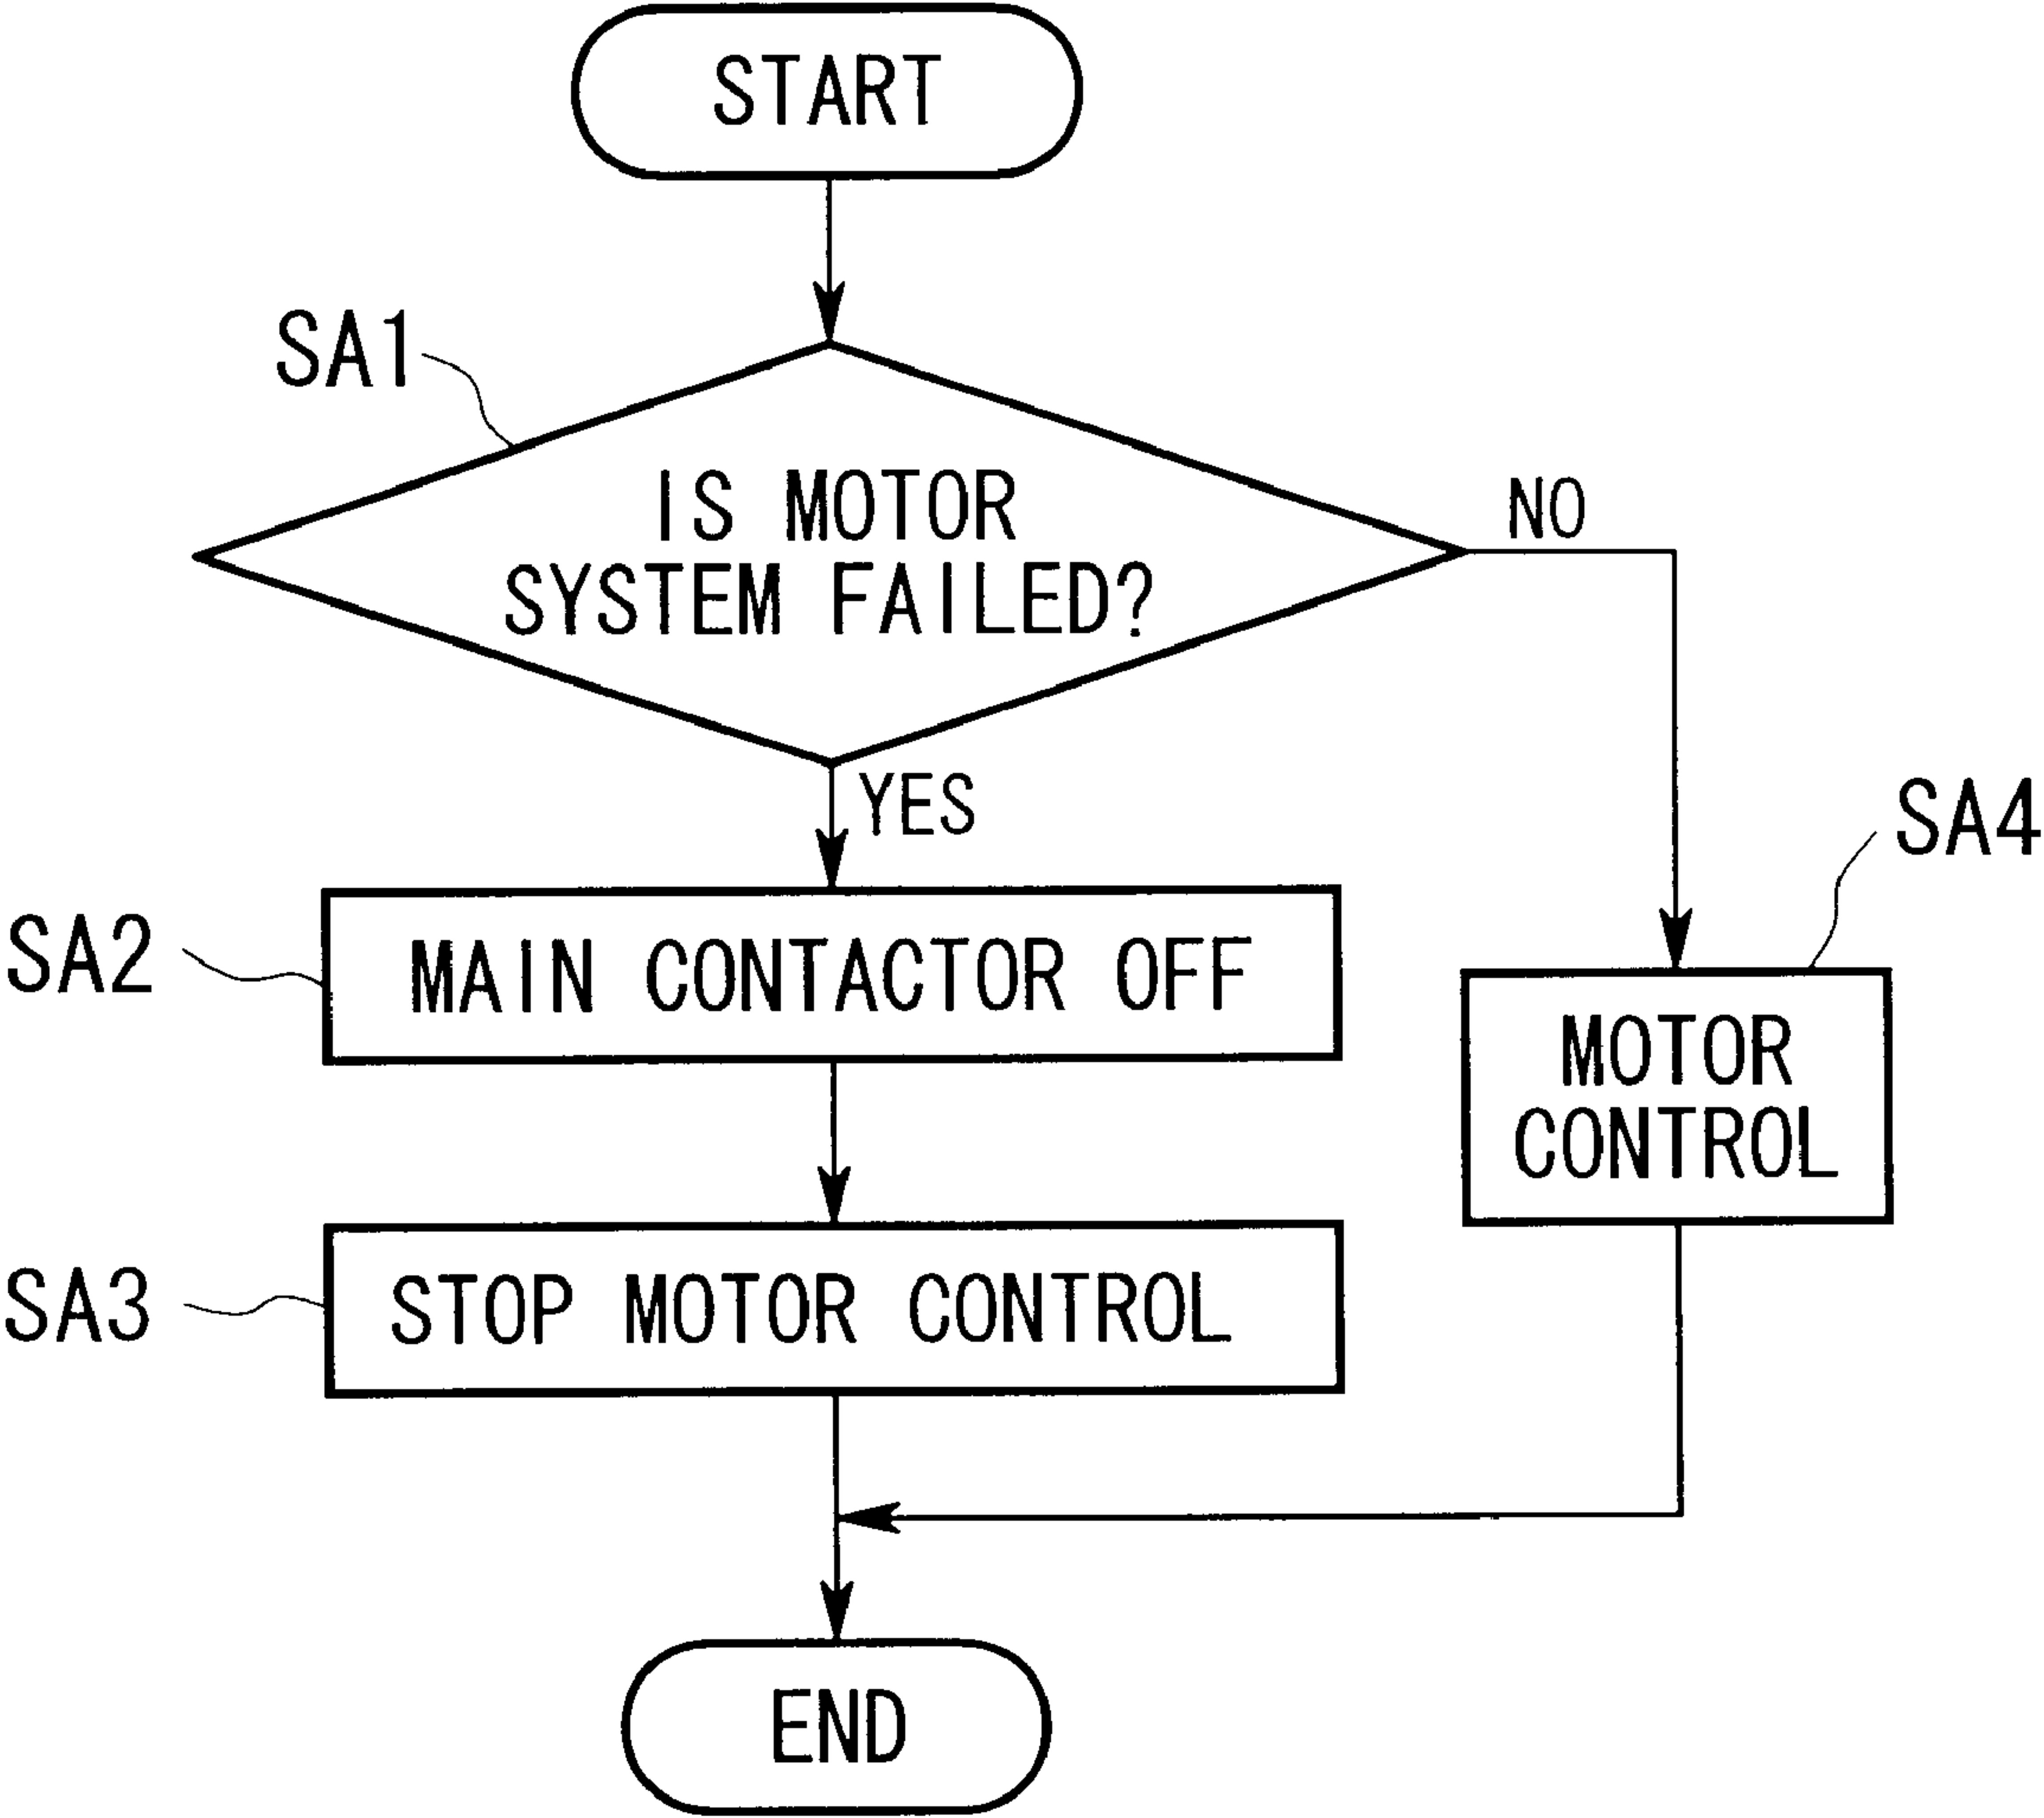 START
SA1
IS MOTOR
SYSTEM FAILED?
NO
YES
SA4
SA2
MAIN CONTACTOR OFF
MOTOR
CONTROL
SA3
STOP MOTOR CONTROL
END